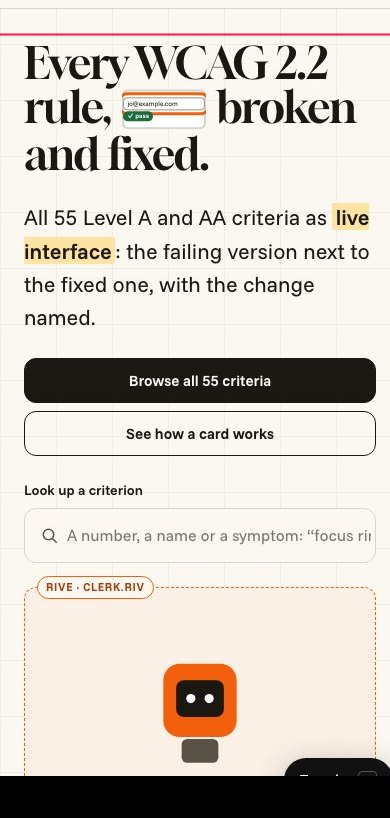 Every WCAG 2.2
rule, jo@example.com ✓ pass broken
and fixed.
All 55 Level A and AA criteria as live
interface: the failing version next to
the fixed one, with the change
named.
Browse all 55 criteria
See how a card works
Look up a criterion
A number, a name or a symptom: “focus
RIVE · CLERK.RIV